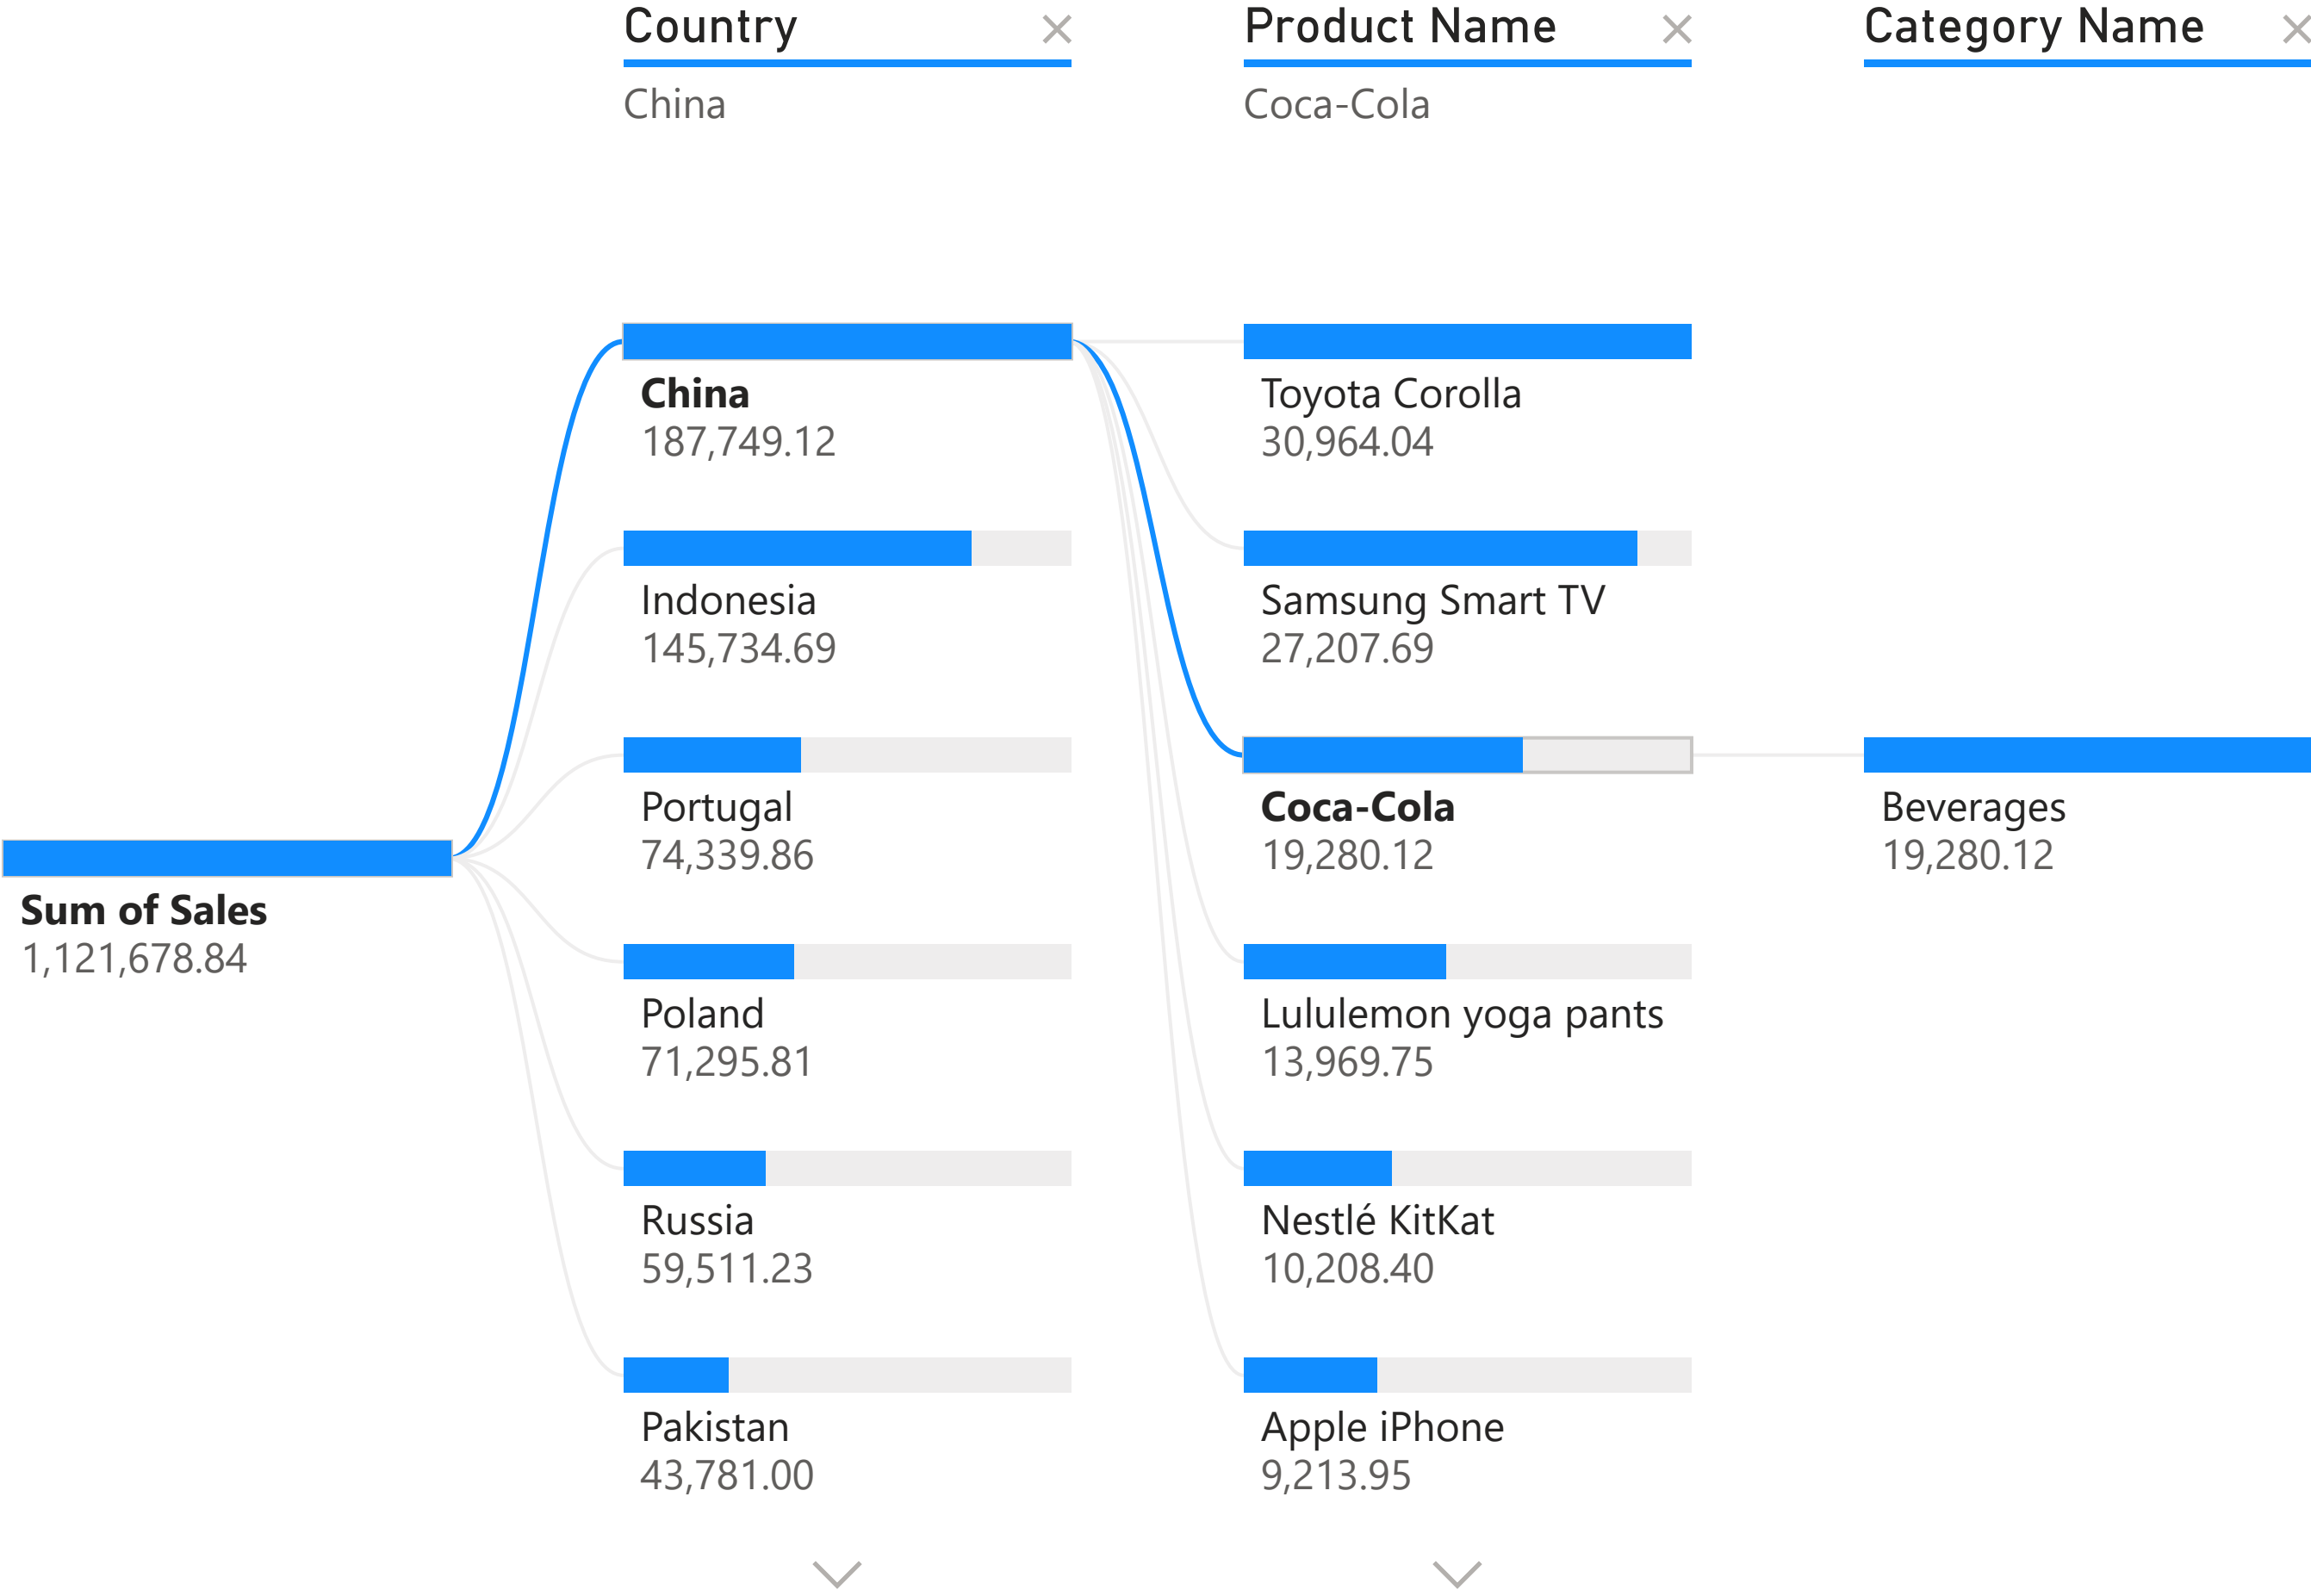 Country
China
Product Name
Coca-Cola
Category Name
Sum of Sales
1,121,678.84
China
187,749.12
Indonesia
145,734.69
Portugal
74,339.86
Poland
71,295.81
Russia
59,511.23
Pakistan
43,781.00
Toyota Corolla
30,964.04
Samsung Smart TV
27,207.69
Coca-Cola
19,280.12
Lululemon yoga pants
13,969.75
Nestlé KitKat
10,208.40
Apple iPhone
9,213.95
Beverages
19,280.12